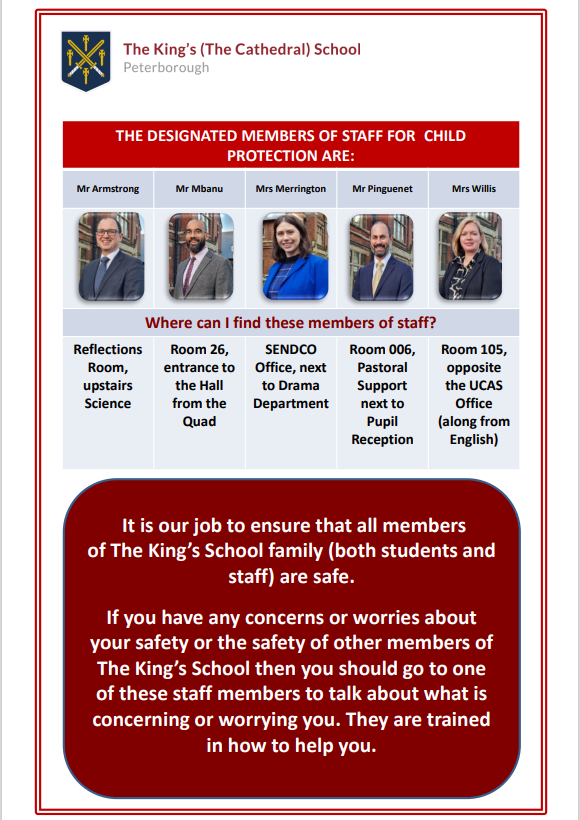 The King's (The Cathedral) School
Peterborough
THE DESIGNATED MEMBERS OF STAFF FOR CHILD
PROTECTION ARE:
Mr Armstrong
Mr Mbanu
Mrs Merrington
Mr Pinguenet
Mrs Willis
Where can I find these members of staff?
Reflections
Room,
upstairs
Science
Room 26,
entrance to
the Hall
from the
Quad
SENDCO
Office, next
to Drama
Department
Room 006,
Pastoral
Support
next to
Pupil
Reception
Room 105,
opposite
the UCAS
Office
(along from
English)
It is our job to ensure that all members
of The King's School family (both students and
staff) are safe.
If you have any concerns or worries about
your safety or the safety of other members of
The King's School then you should go to one
of these staff members to talk about what is
concerning or worrying you. They are trained
in how to help you.